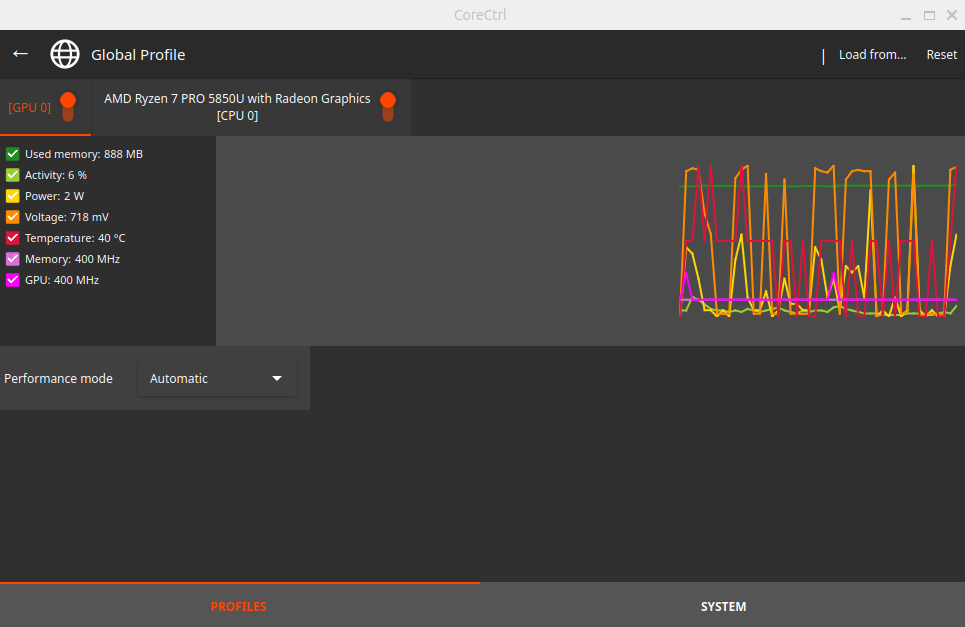 CoreCtrl
Global Profile
Load from...
Reset
[GPU 0]
AMD Ryzen 7 PRO 5850U with Radeon Graphics
[CPU 0]
Used memory: 888 MB
Activity: 6 %
Power: 2 W
Voltage: 718 mV
Temperature: 40 °C
Memory: 400 MHz
GPU: 400 MHz
Performance mode
Automatic
PROFILES
SYSTEM